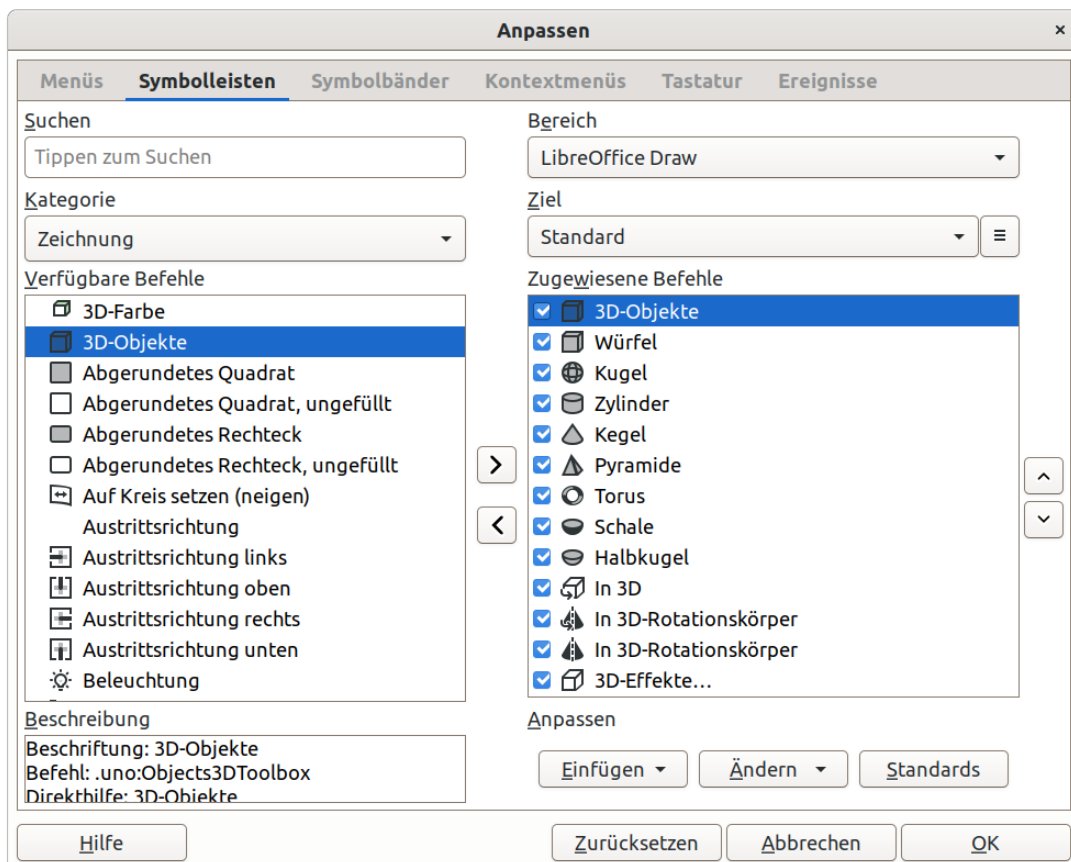 Anpassen
Menüs Symbolleisten Symbolbänder Kontextmenüs Tastatur Ereignisse
Suchen
Tippen zum Suchen
Kategorie
Zeichnung
Verfügbare Befehle
3D-Farbe
3D-Objekte
Abgerundetes Quadrat
Abgerundetes Quadrat, ungefüllt
Abgerundetes Rechteck
Abgerundetes Rechteck, ungefüllt
Auf Kreis setzen (neigen)
Austrittsrichtung
Austrittsrichtung links
Austrittsrichtung oben
Austrittsrichtung rechts
Austrittsrichtung unten
Beleuchtung
Beschreibung
Beschriftung: 3D-Objekte
Befehl: .uno:Objects3DToolbox
Direkthilfe: 3D-Objekte
Bereich
LibreOffice Draw
Ziel
Standard
Zugewiesene Befehle
3D-Objekte
Würfel
Kugel
Zylinder
Kegel
Pyramide
Torus
Schale
Halbkugel
In 3D
In 3D-Rotationskörper
In 3D-Rotationskörper
3D-Effekte...
Anpassen
Einfügen Ändern Standards
Hilfe Zurücksetzen Abbrechen OK